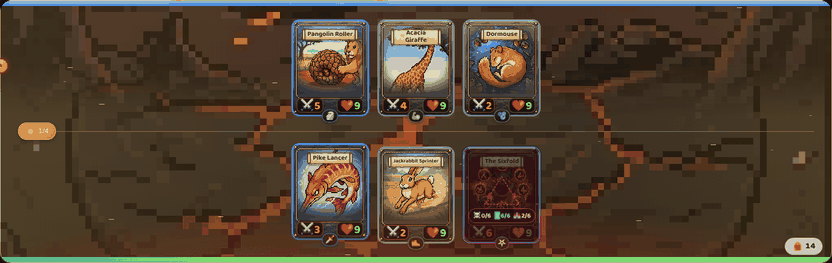 Pangolin Roller
5
9
Acacia
Giraffe
4
9
Dormouse
2
9
1/4
Pike Lancer
3
9
Jackrabbit Sprinter
2
9
The Sixfold
0/6
6/6
2/6
6
9
14